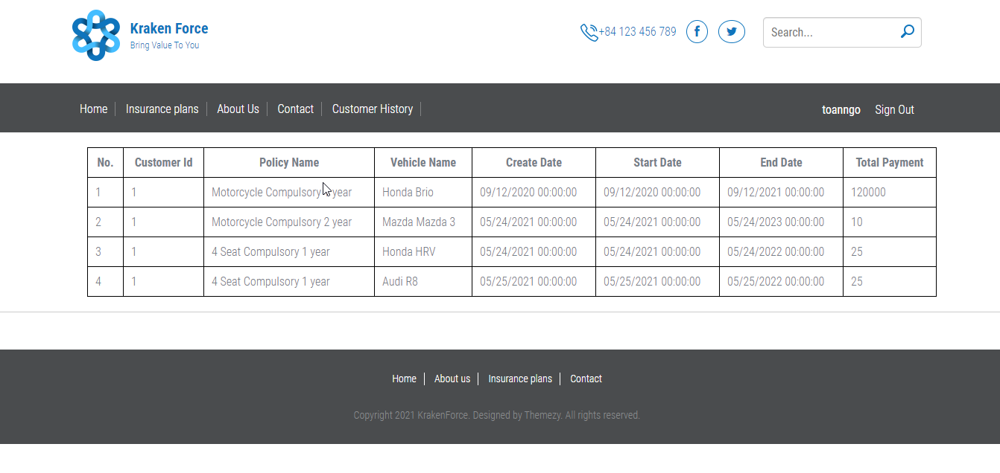 Kraken Force
Bring Value To You
+84 123 456 789
Search...
Home Insurance plans About Us Contact Customer History toanngo Sign Out
No. Customer Id Policy Name Vehicle Name Create Date Start Date End Date Total Payment
1 1 Motorcycle Compulsory year Honda Brio 09/12/2020 00:00:00 09/12/2020 00:00:00 09/12/2021 00:00:00 120000
2 1 Motorcycle Compulsory 2 year Mazda Mazda 3 05/24/2021 00:00:00 05/24/2021 00:00:00 05/24/2023 00:00:00 10
3 1 4 Seat Compulsory 1 year Honda HRV 05/24/2021 00:00:00 05/24/2021 00:00:00 05/24/2022 00:00:00 25
4 1 4 Seat Compulsory 1 year Audi R8 05/25/2021 00:00:00 05/25/2021 00:00:00 05/25/2022 00:00:00 25
Home About us Insurance plans Contact
Copyright 2021 KrakenForce. Designed by Themezy. All rights reserved.